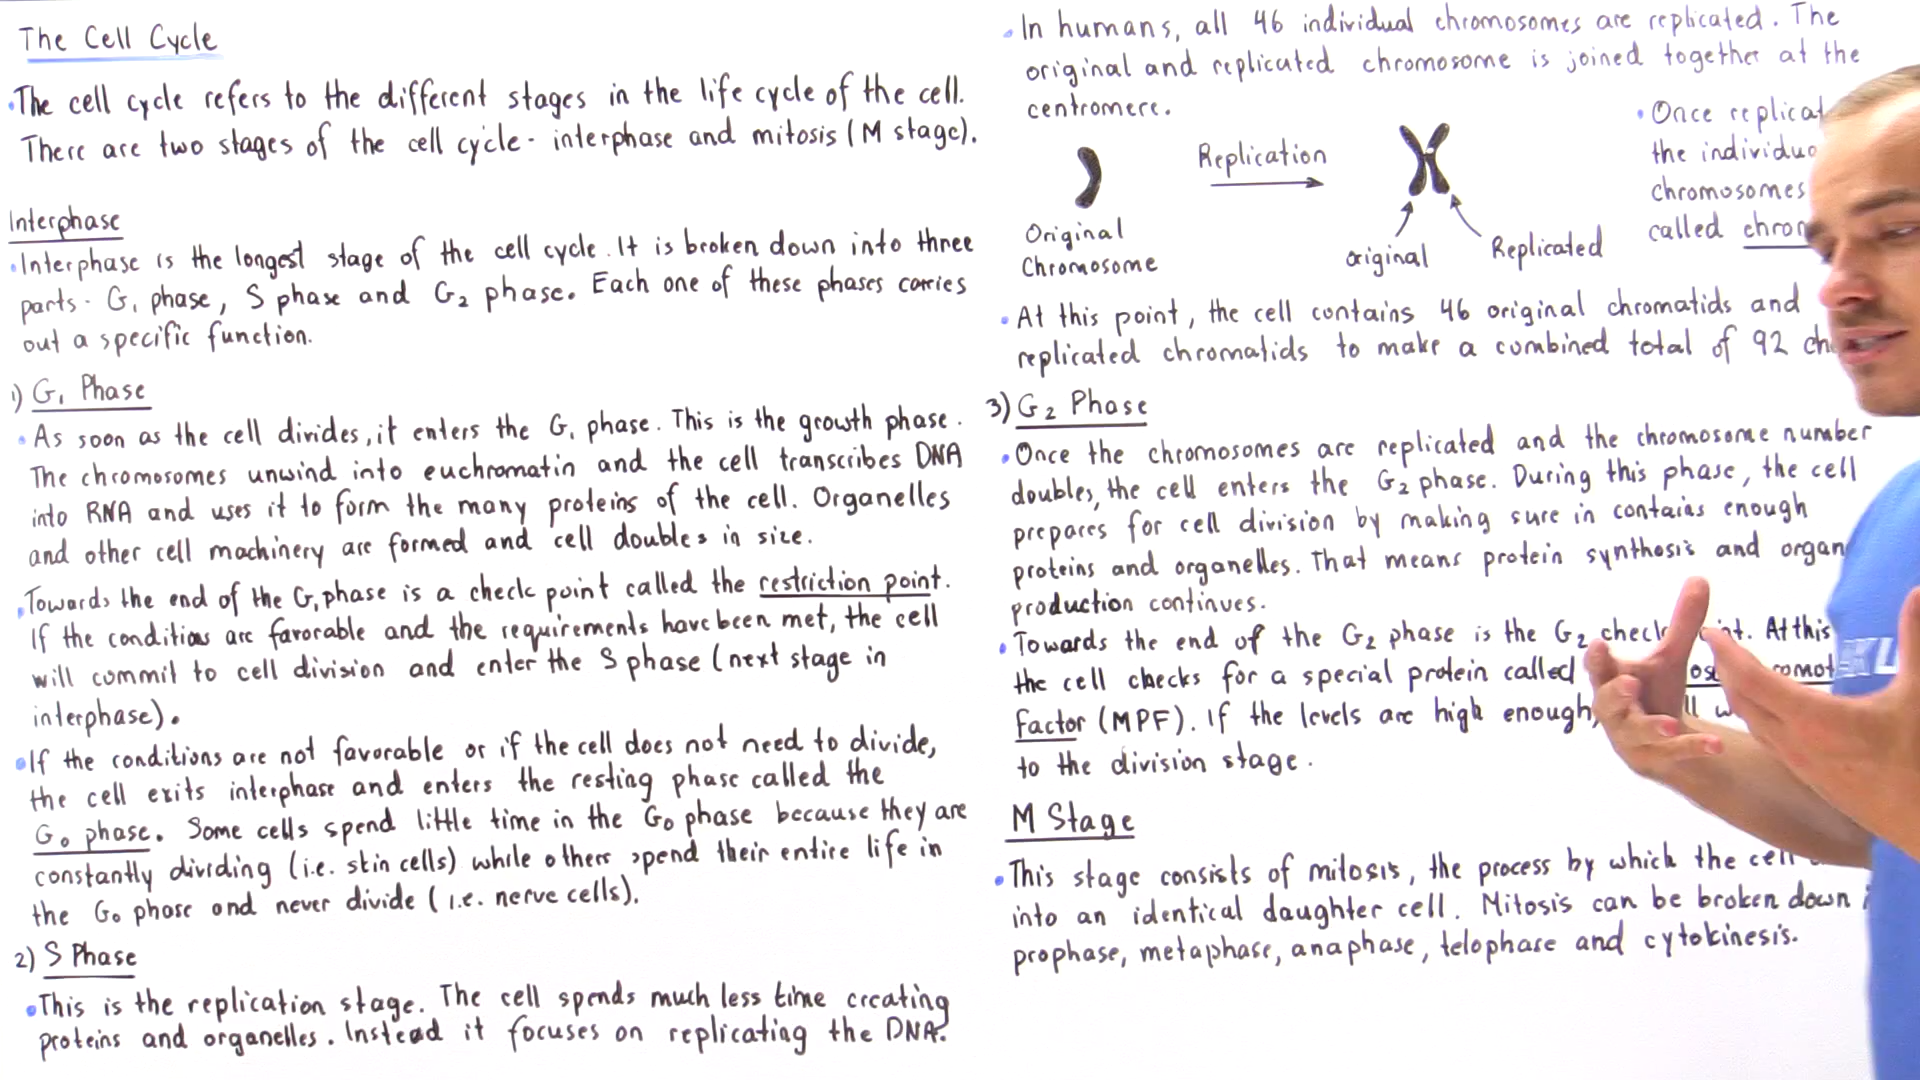 The Cell Cycle
•The cell cycle refers to the different stages in the life cycle of the cell.
There are two stages of the cell cycle - interphase and mitosis (M stage).
Interphase
•Interphase is the longest stage of the cell cycle. It is broken down into three
parts - G₁ phase, S phase and G₂ phase. Each one of these phases carries
out a specific function.
1) G₁ Phase
•As soon as the cell divides, it enters the G₁ phase. This is the growth phase.
The chromosomes unwind into euchromatin and the cell transcribes DNA
into RNA and uses it to form the many proteins of the cell. Organelles
and other cell machinery are formed and cell doubles in size.
•Towards the end of the G₁ phase is a check point called the restriction point.
If the conditions are favorable and the requirements have been met, the cell
will commit to cell division and enter the S phase (next stage in
interphase).
•If the conditions are not favorable or if the cell does not need to divide,
the cell exits interphase and enters the resting phase called the
G₀ phase. Some cells spend little time in the G₀ phase because they are
constantly dividing (i.e. skin cells) while others spend their entire life in
the G₀ phase and never divide (i.e. nerve cells).
2) S Phase
•This is the replication stage. The cell spends much less time creating
proteins and organelles. Instead it focuses on replicating the DNA.
•In humans, all 46 individual chromosomes are replicated. The
original and replicated chromosome is joined together at the
centromere.
Original
Chromosome
Replication
original
Replicated
•Once replicat
the individua
chromosomes
called chrom
•At this point, the cell contains 46 original chromatids and
replicated chromatids to make a combined total of 92 ch
3) G₂ Phase
•Once the chromosomes are replicated and the chromosome number
doubles, the cell enters the G₂ phase. During this phase, the cell
prepares for cell division by making sure in contains enough
proteins and organelles. That means protein synthesis and organ
production continues.
•Towards the end of the G₂ phase is the G₂ check nt. At this
the cell checks for a special protein called os romot
factor (MPF). If the levels are high enough, ll w
to the division stage.
M Stage
•This stage consists of mitosis, the process by which the cell
into an identical daughter cell. Mitosis can be broken down i
prophase, metaphase, anaphase, telophase and cytokinesis.